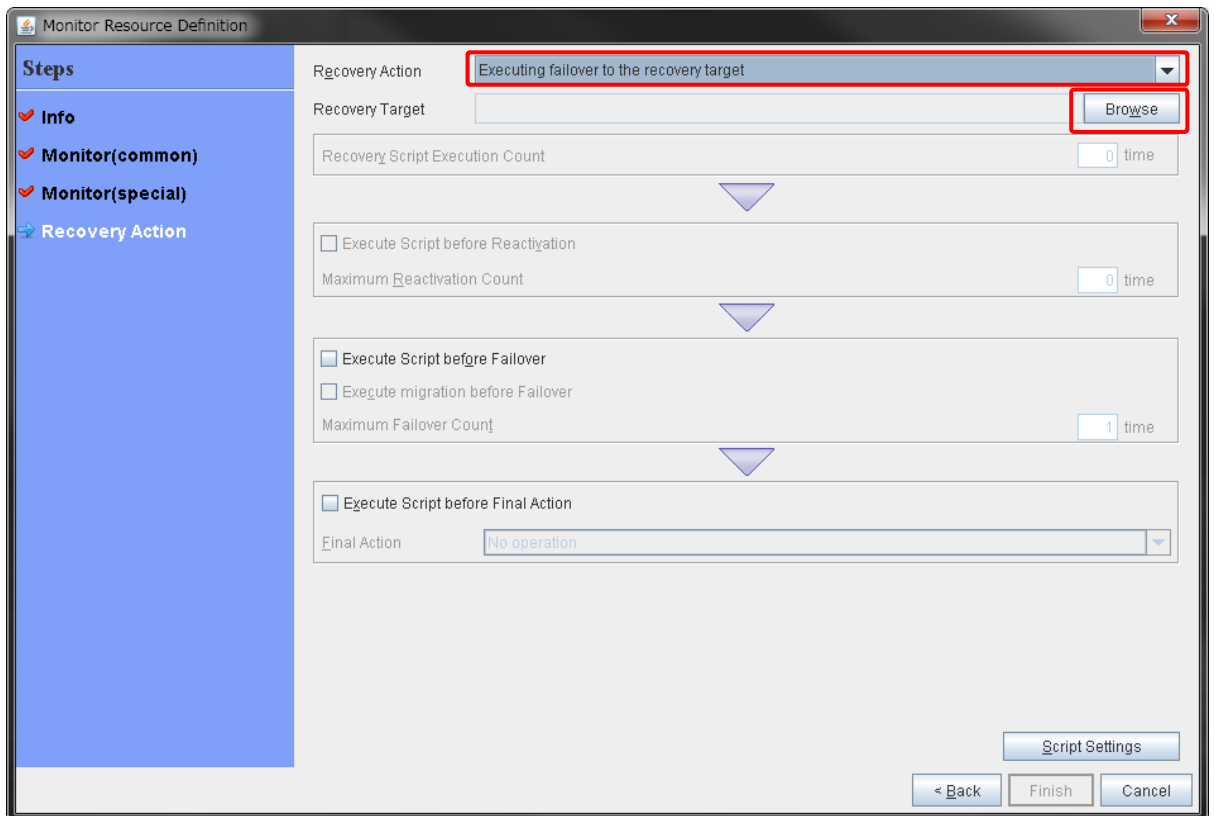 Monitor Resource Definition
Steps
Info
Monitor(common)
Monitor(special)
Recovery Action
Recovery Action Executing failover to the recovery target
Recovery Target Browse
Recovery Script Execution Count 0 time
Execute Script before Reactivation
Maximum Reactivation Count 0 time
Execute Script before Failover
Execute migration before Failover
Maximum Failover Count 1 time
Execute Script before Final Action
Final Action No operation
Script Settings
< Back Finish Cancel